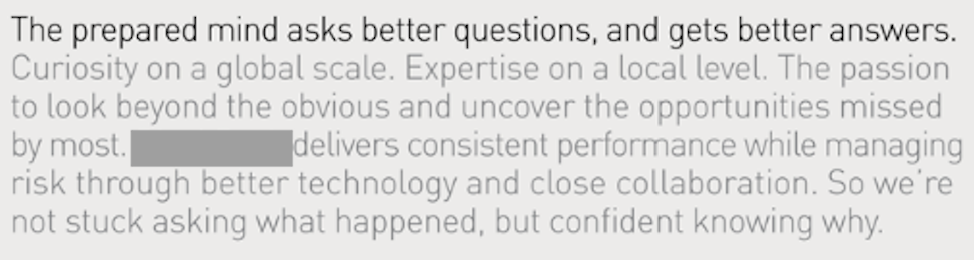 The prepared mind asks better questions, and gets better answers.
Curiosity on a global scale. Expertise on a local level. The passion
to look beyond the obvious and uncover the opportunities missed
by most. delivers consistent performance while managing
risk through better technology and close collaboration. So we're
not stuck asking what happened, but confident knowing why.